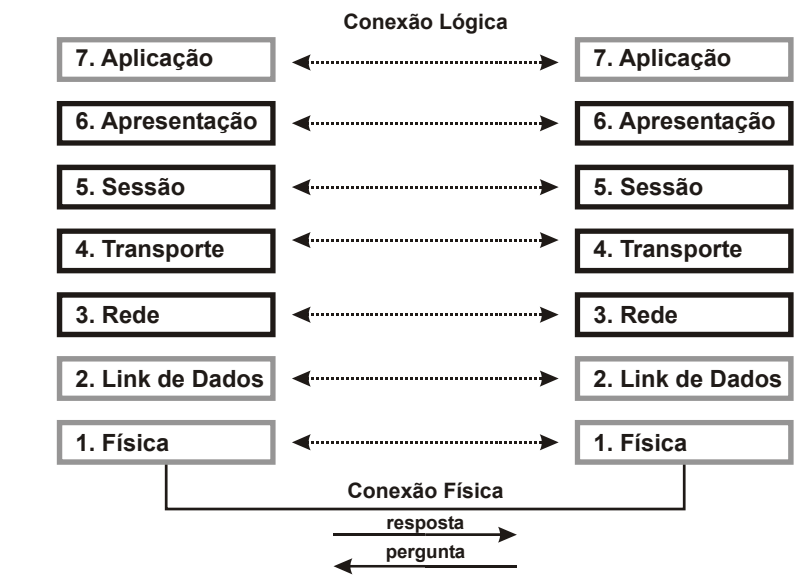 Conexão Lógica
7. Aplicação 7. Aplicação
6. Apresentação 6. Apresentação
5. Sessão 5. Sessão
4. Transporte 4. Transporte
3. Rede 3. Rede
2. Link de Dados 2. Link de Dados
1. Física 1. Física
Conexão Física
resposta
pergunta